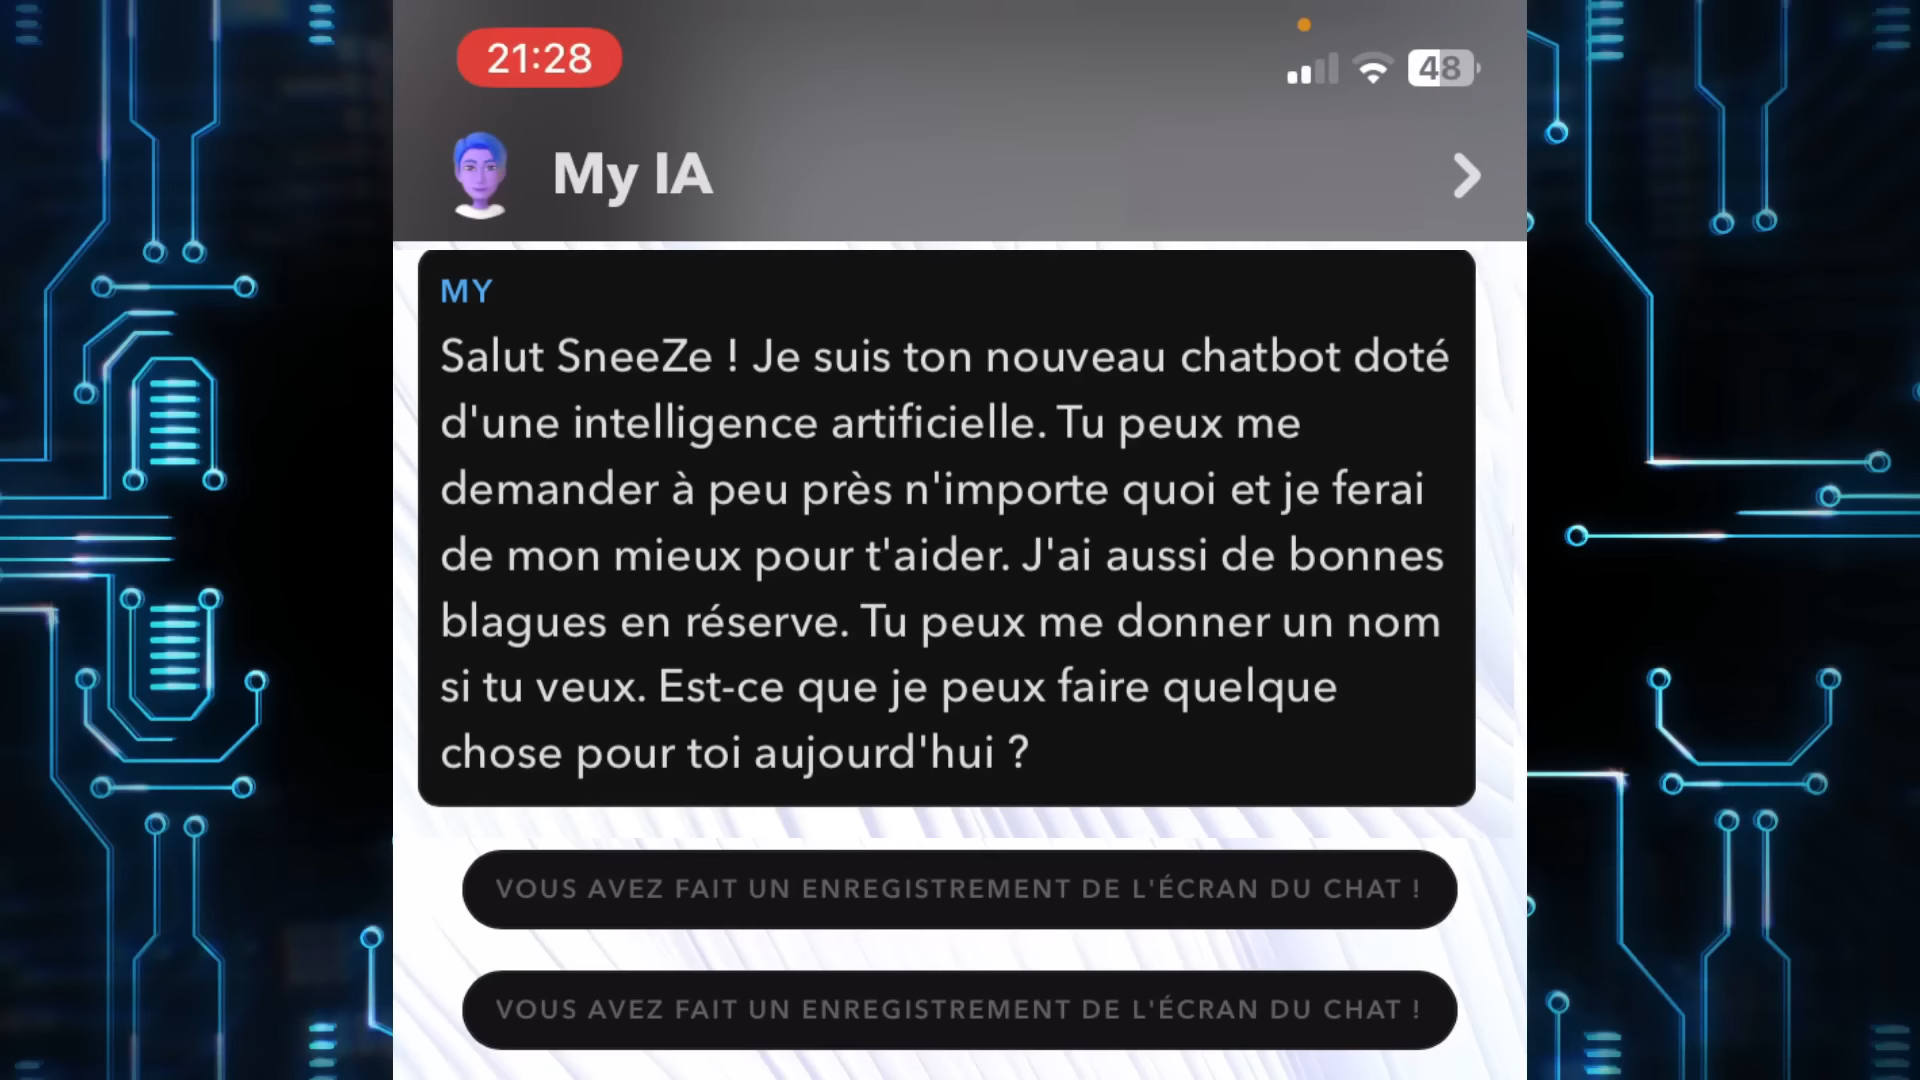 21:28
48
My IA
MY
Salut SneeZe ! Je suis ton nouveau chatbot doté
d'une intelligence artificielle. Tu peux me
demander à peu près n'importe quoi et je ferai
de mon mieux pour t'aider. J'ai aussi de bonnes
blagues en réserve. Tu peux me donner un nom
si tu veux. Est-ce que je peux faire quelque
chose pour toi aujourd'hui ?
VOUS AVEZ FAIT UN ENREGISTREMENT DE L'ÉCRAN DU CHAT !
VOUS AVEZ FAIT UN ENREGISTREMENT DE L'ÉCRAN DU CHAT !